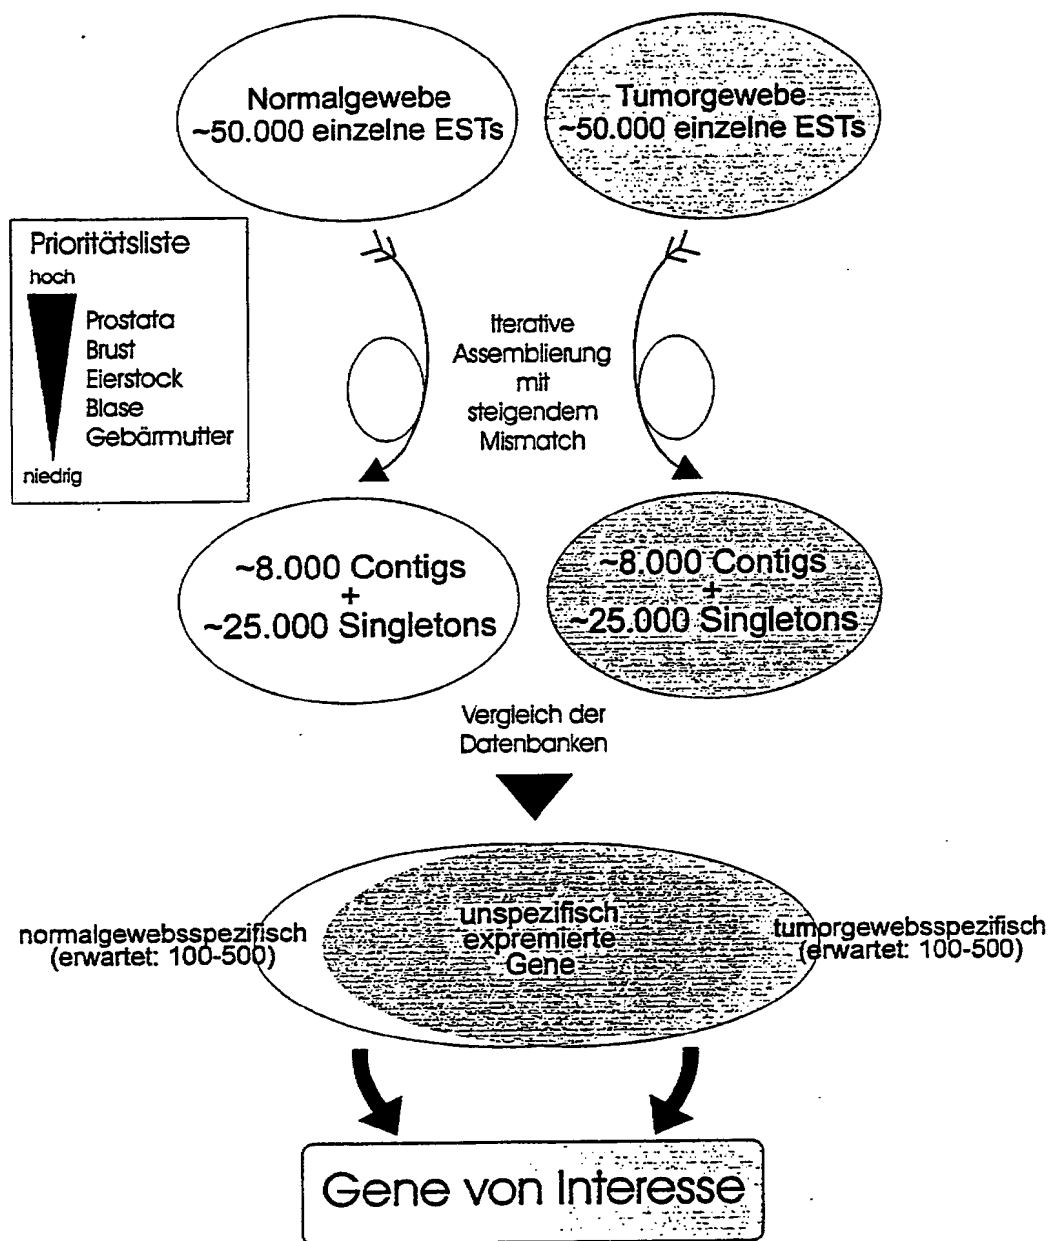 Normalgewebe
~50.000 einzelne ESTs
Tumorgewebe
~50.000 einzelne ESTs
Prioritätsliste
hoch
Prostata
Brust
Eierstock
Blase
Gebärmutter
niedrig
Iterative
Assemblierung
mit
steigendem
Mismatch
~8.000 Contigs
+
~25.000 Singletons
~8.000 Contigs
+
~25.000 Singletons
Vergleich der
Datenbanken
normalgewebsspezifisch
(erwartet: 100-500)
unspezifisch
expremierte
Gene
tumorgewebsspezifisch
(erwartet: 100-500)
Gene von Interesse